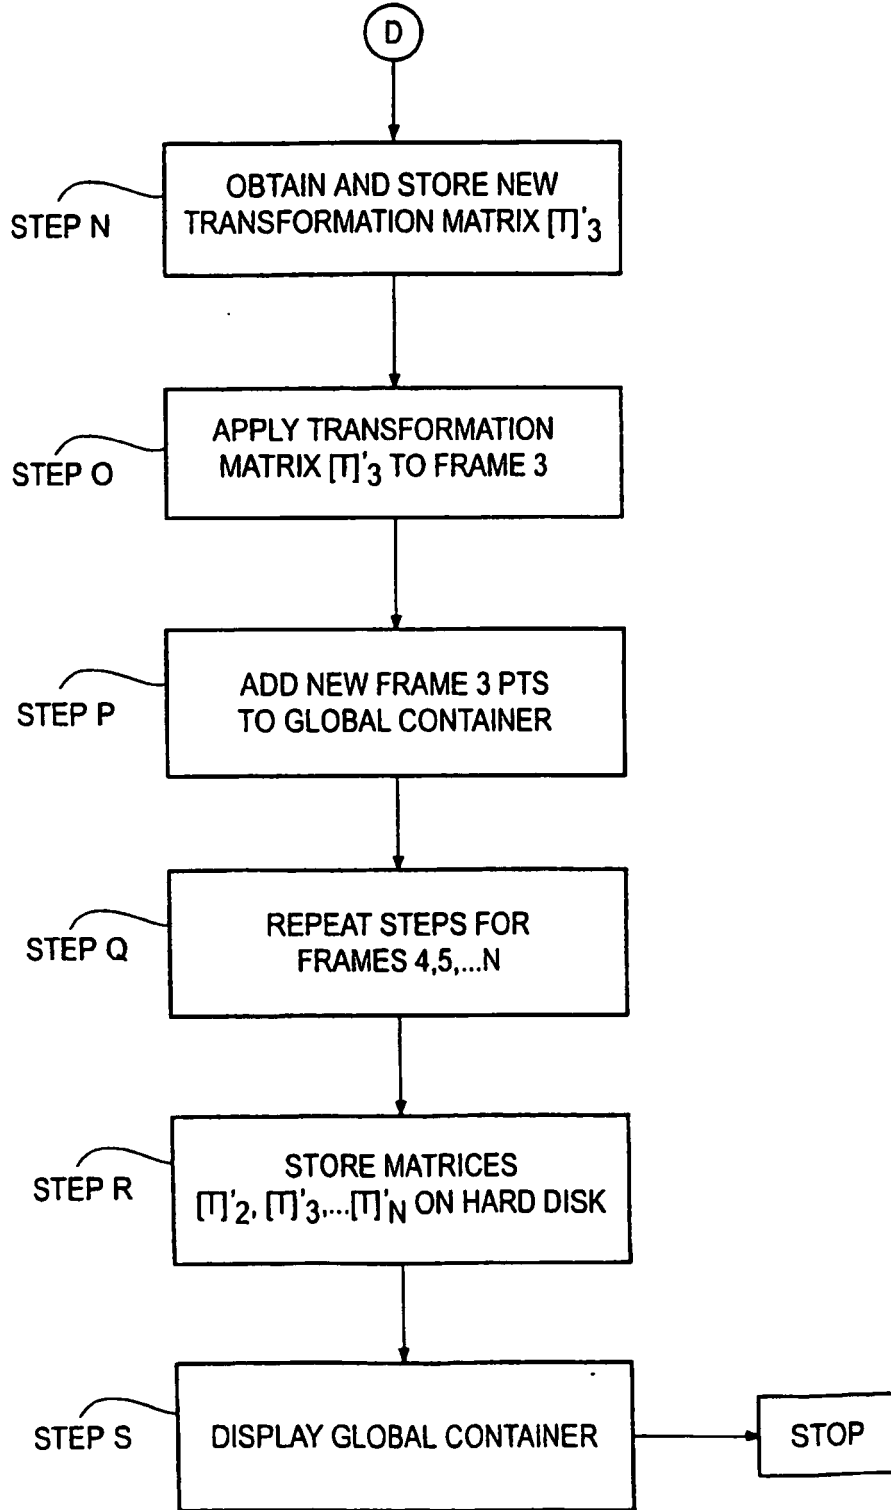 D
OBTAIN AND STORE NEW
TRANSFORMATION MATRIX [T]'3
STEP N
APPLY TRANSFORMATION
MATRIX [T]'3 TO FRAME 3
STEP O
ADD NEW FRAME 3 PTS
TO GLOBAL CONTAINER
STEP P
REPEAT STEPS FOR
FRAMES 4,5,...N
STEP Q
STORE MATRICES
[T]'2, [T]'3,...[T]'N ON HARD DISK
STEP R
DISPLAY GLOBAL CONTAINER
STEP S
STOP